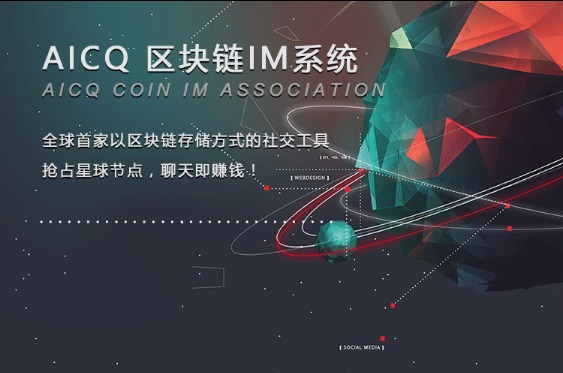 AICQ 区块链IM系统
AICQ COIN IM ASSOCIATION
全球首家以区块链存储方式的社交工具
抢占星球节点，聊天即赚钱！
[ WEBDESIGN ]
[ SOCIAL MEDIA ]